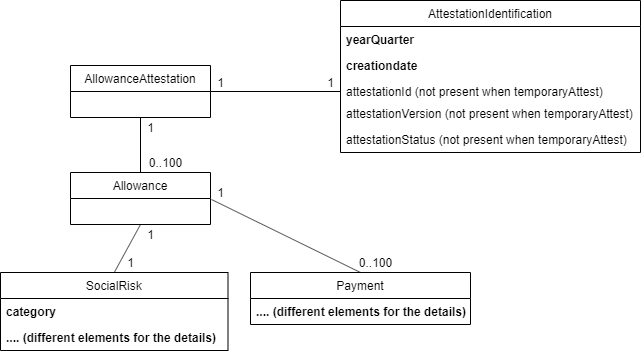 AttestationIdentification
yearQuarter
creationdate
attestationId (not present when temporaryAttest)
attestationVersion (not present when temporaryAttest)
attestationStatus (not present when temporaryAttest)
AllowanceAttestation
1
1
1
0..100
Allowance
1
1
1
0..100
SocialRisk
category
.... (different elements for the details)
Payment
.... (different elements for the details)